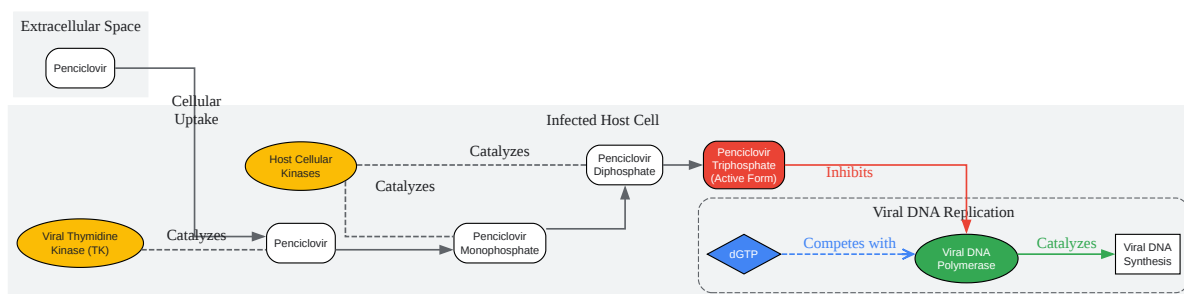 Extracellular Space
Penciclovir
Cellular
Uptake
Infected Host Cell
Host Cellular
Kinases
Catalyzes
Catalyzes
Penciclovir
Diphosphate
Penciclovir
Triphosphate
(Active Form)
Inhibits
Viral Thymidine
Kinase (TK)
Catalyzes
Penciclovir
Penciclovir
Monophosphate
Viral DNA Replication
dGTP
Competes with
Viral DNA
Polymerase
Catalyzes
Viral DNA
Synthesis